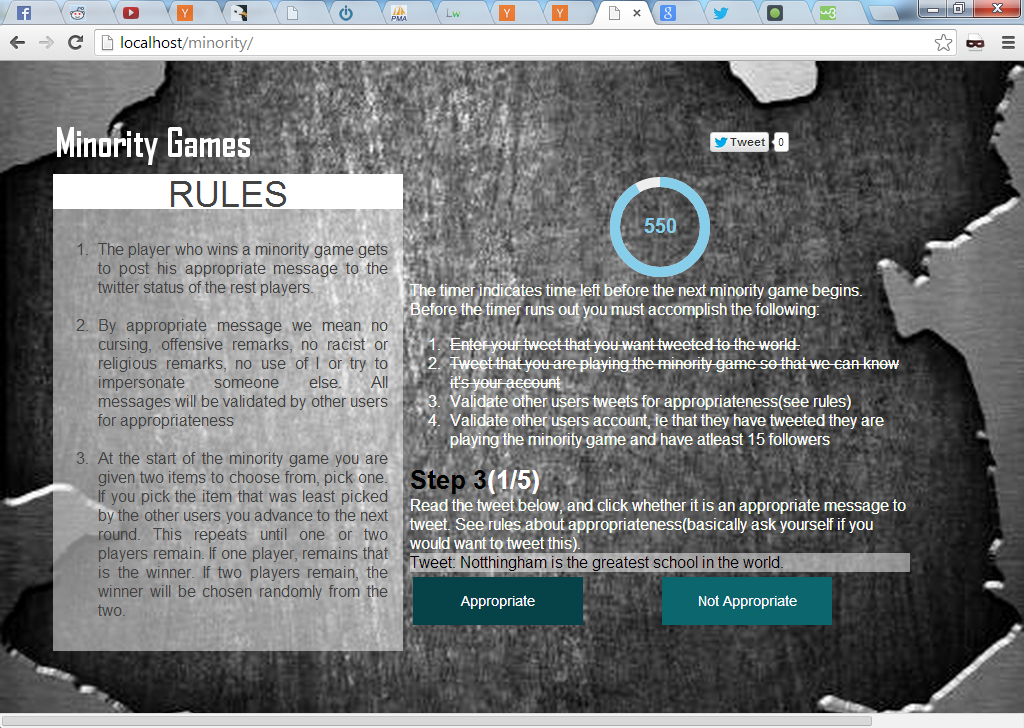 PMA
Lw
localhost/minority/
Minority Games
Tweet 0
RULES
1. The player who wins a minority game gets
to post his appropriate message to the
twitter status of the rest players.
2. By appropriate message we mean no
cursing, offensive remarks, no racist or
religious remarks, no use of I or try to
impersonate someone else. All
messages will be validated by other users
for appropriateness
3. At the start of the minority game you are
given two items to choose from, pick one.
If you pick the item that was least picked
by the other users you advance to the next
round. This repeats until one or two
players remain. If one player, remains that
is the winner. If two players remain, the
winner will be chosen randomly from the
two.
550
The timer indicates time left before the next minority game begins.
Before the timer runs out you must accomplish the following:
1. Enter your tweet that you want tweeted to the world.
2. Tweet that you are playing the minority game so that we can know
it's your account
3. Validate other users tweets for appropriateness(see rules)
4. Validate other users account, ie that they have tweeted they are
playing the minority game and have atleast 15 followers
Step 3(1/5)
Read the tweet below, and click whether it is an appropriate message to
tweet. See rules about appropriateness(basically ask yourself if you
would want to tweet this).
Tweet: Notthingham is the greatest school in the world.
Appropriate
Not Appropriate